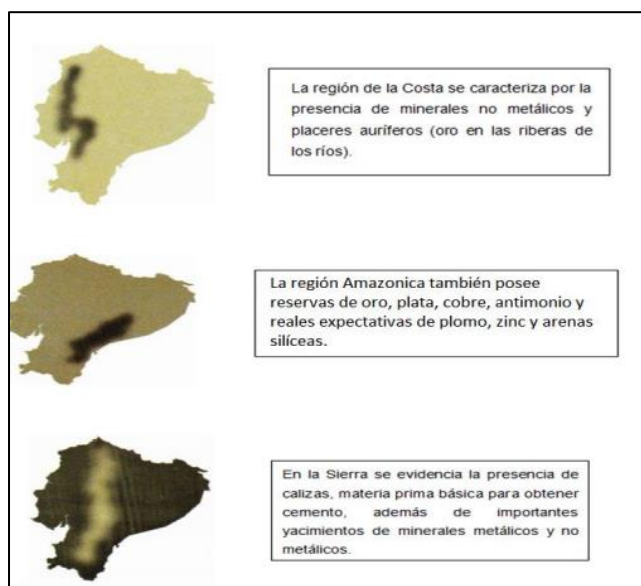 La región de la Costa se caracteriza por la
presencia de minerales no metálicos y
placeres auríferos (oro en las riberas de
los ríos).
La región Amazonica también posee
reservas de oro, plata, cobre, antimonio y
reales expectativas de plomo, zinc y arenas
silíceas.
En la Sierra se evidencia la presencia de
calizas, materia prima básica para obtener
cemento, además de importantes
yacimientos de minerales metálicos y no
metálicos.